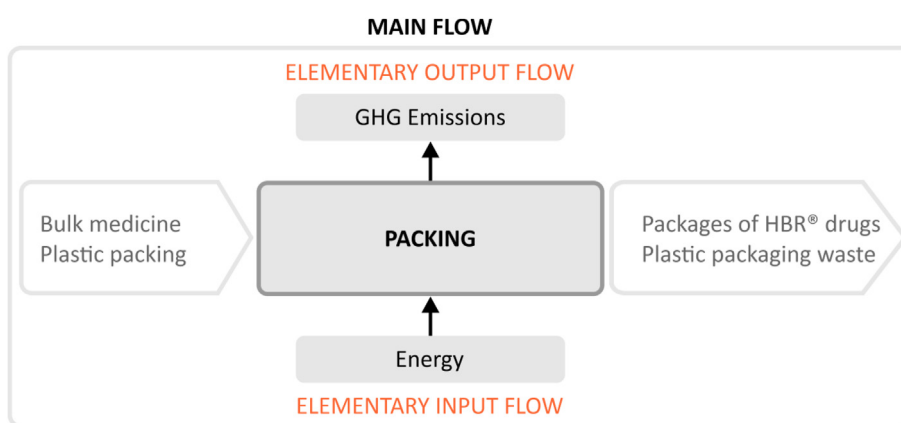 MAIN FLOW
ELEMENTARY OUTPUT FLOW
GHG Emissions
Bulk medicine
Plastic packing
PACKING
Packages of HBR® drugs
Plastic packaging waste
Energy
ELEMENTARY INPUT FLOW